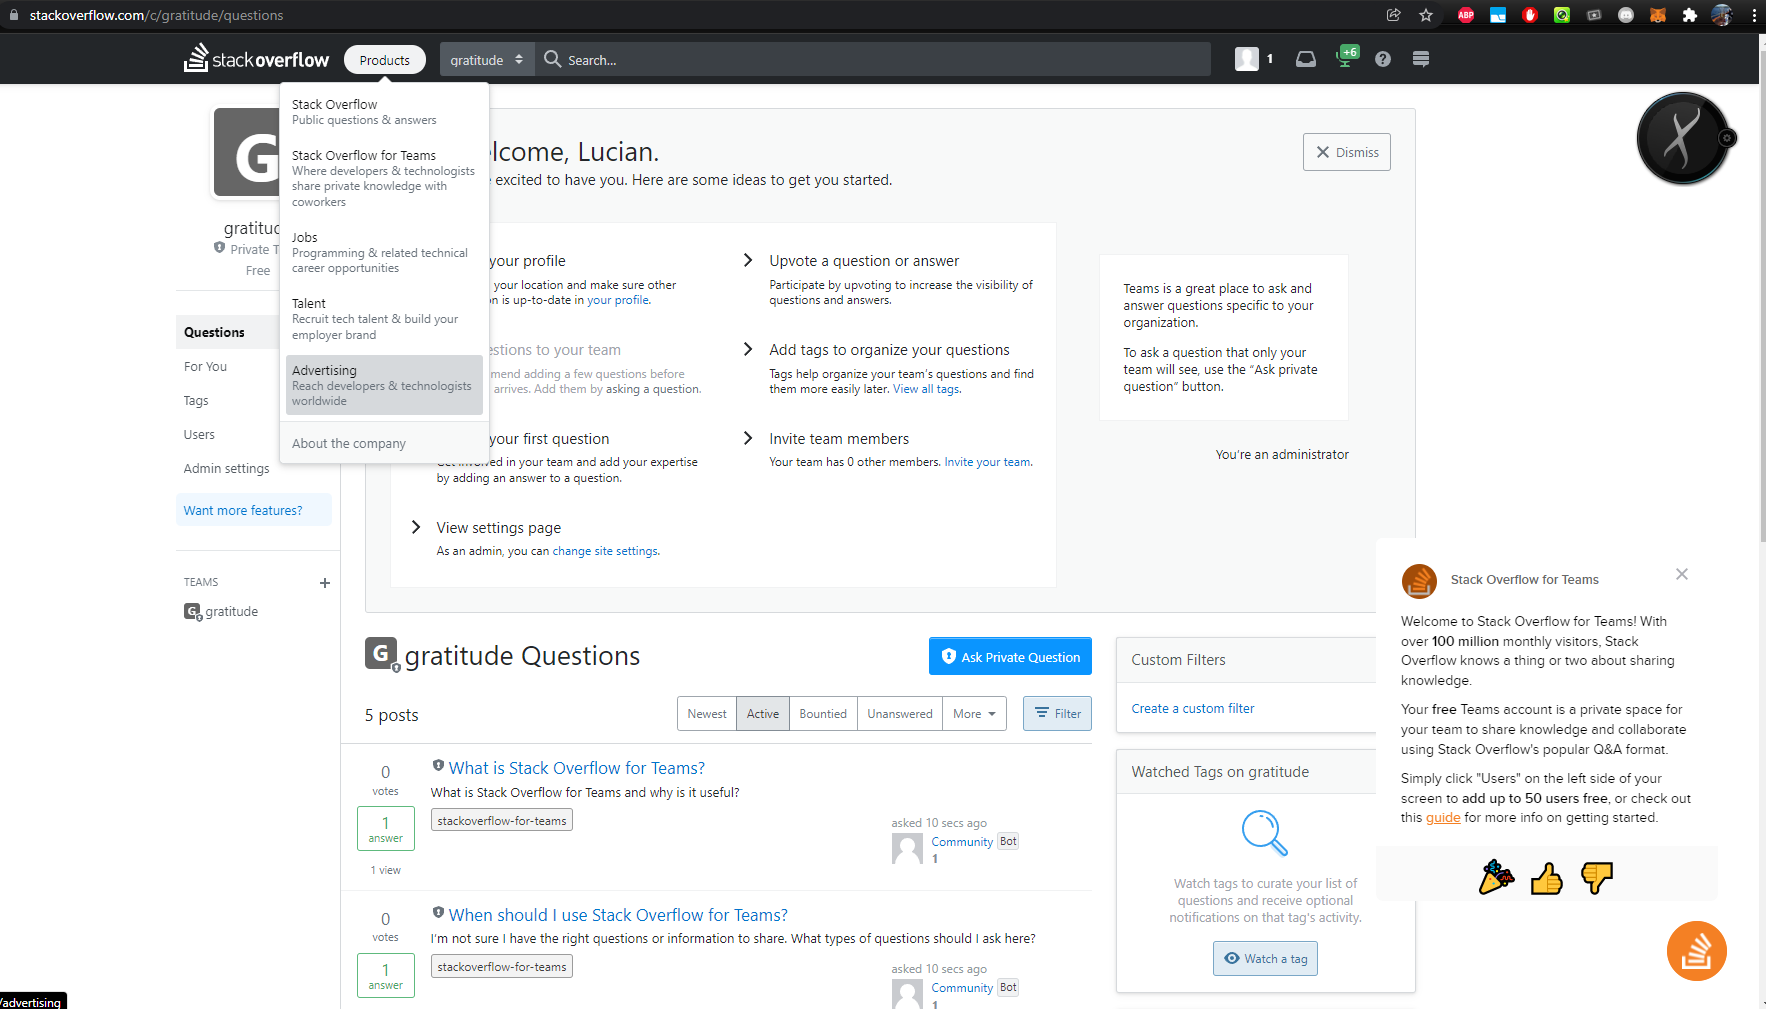 stackoverflow.com/c/gratitude/questions
ABP
stackoverflow
Products
gratitude
Search...
1
+6
Stack Overflow
Public questions & answers
Stack Overflow for Teams
Where developers & technologists
share private knowledge with
coworkers
Jobs
Programming & related technical
career opportunities
Talent
Recruit tech talent & build your
employer brand
Advertising
Reach developers & technologists
worldwide
About the company
G
Private
Free
Questions
For You
Tags
Users
Admin settings
Want more features?
TEAMS
G gratitude
lcome, Lucian.
excited to have you. Here are some ideas to get you started.
Dismiss
your profile
your location and make sure other
n is up-to-date in your profile.
stions to your team
mend adding a few questions before
arrives. Add them by asking a question.
your first question
Get involved in your team and add your expertise
by adding an answer to a question.
View settings page
As an admin, you can change site settings.
Upvote a question or answer
Participate by upvoting to increase the visibility of
questions and answers.
Add tags to organize your questions
Tags help organize your team's questions and find
them more easily later. View all tags.
Invite team members
Your team has 0 other members. Invite your team.
Teams is a great place to ask and
answer questions specific to your
organization.
To ask a question that only your
team will see, use the “Ask private
question” button.
You're an administrator
G gratitude Questions
Ask Private Question
5 posts
Newest
Active
Bountied
Unanswered
More
Filter
0
votes
1
answer
1 view
What is Stack Overflow for Teams?
What is Stack Overflow for Teams and why is it useful?
stackoverflow-for-teams
asked 10 secs ago
Community Bot
1
0
votes
1
answer
When should I use Stack Overflow for Teams?
I'm not sure I have the right questions or information to share. What types of questions should I ask here?
stackoverflow-for-teams
asked 10 secs ago
Community Bot
1
Custom Filters
Create a custom filter
Watched Tags on gratitude
Watch tags to curate your list of
questions and receive optional
notifications on that tag's activity.
Watch a tag
Stack Overflow for Teams
Welcome to Stack Overflow for Teams! With
over 100 million monthly visitors, Stack
Overflow knows a thing or two about sharing
knowledge.
Your free Teams account is a private space for
your team to share knowledge and collaborate
using Stack Overflow's popular Q&A format.
Simply click "Users" on the left side of your
screen to add up to 50 users free, or check out
this guide for more info on getting started.
/advertising